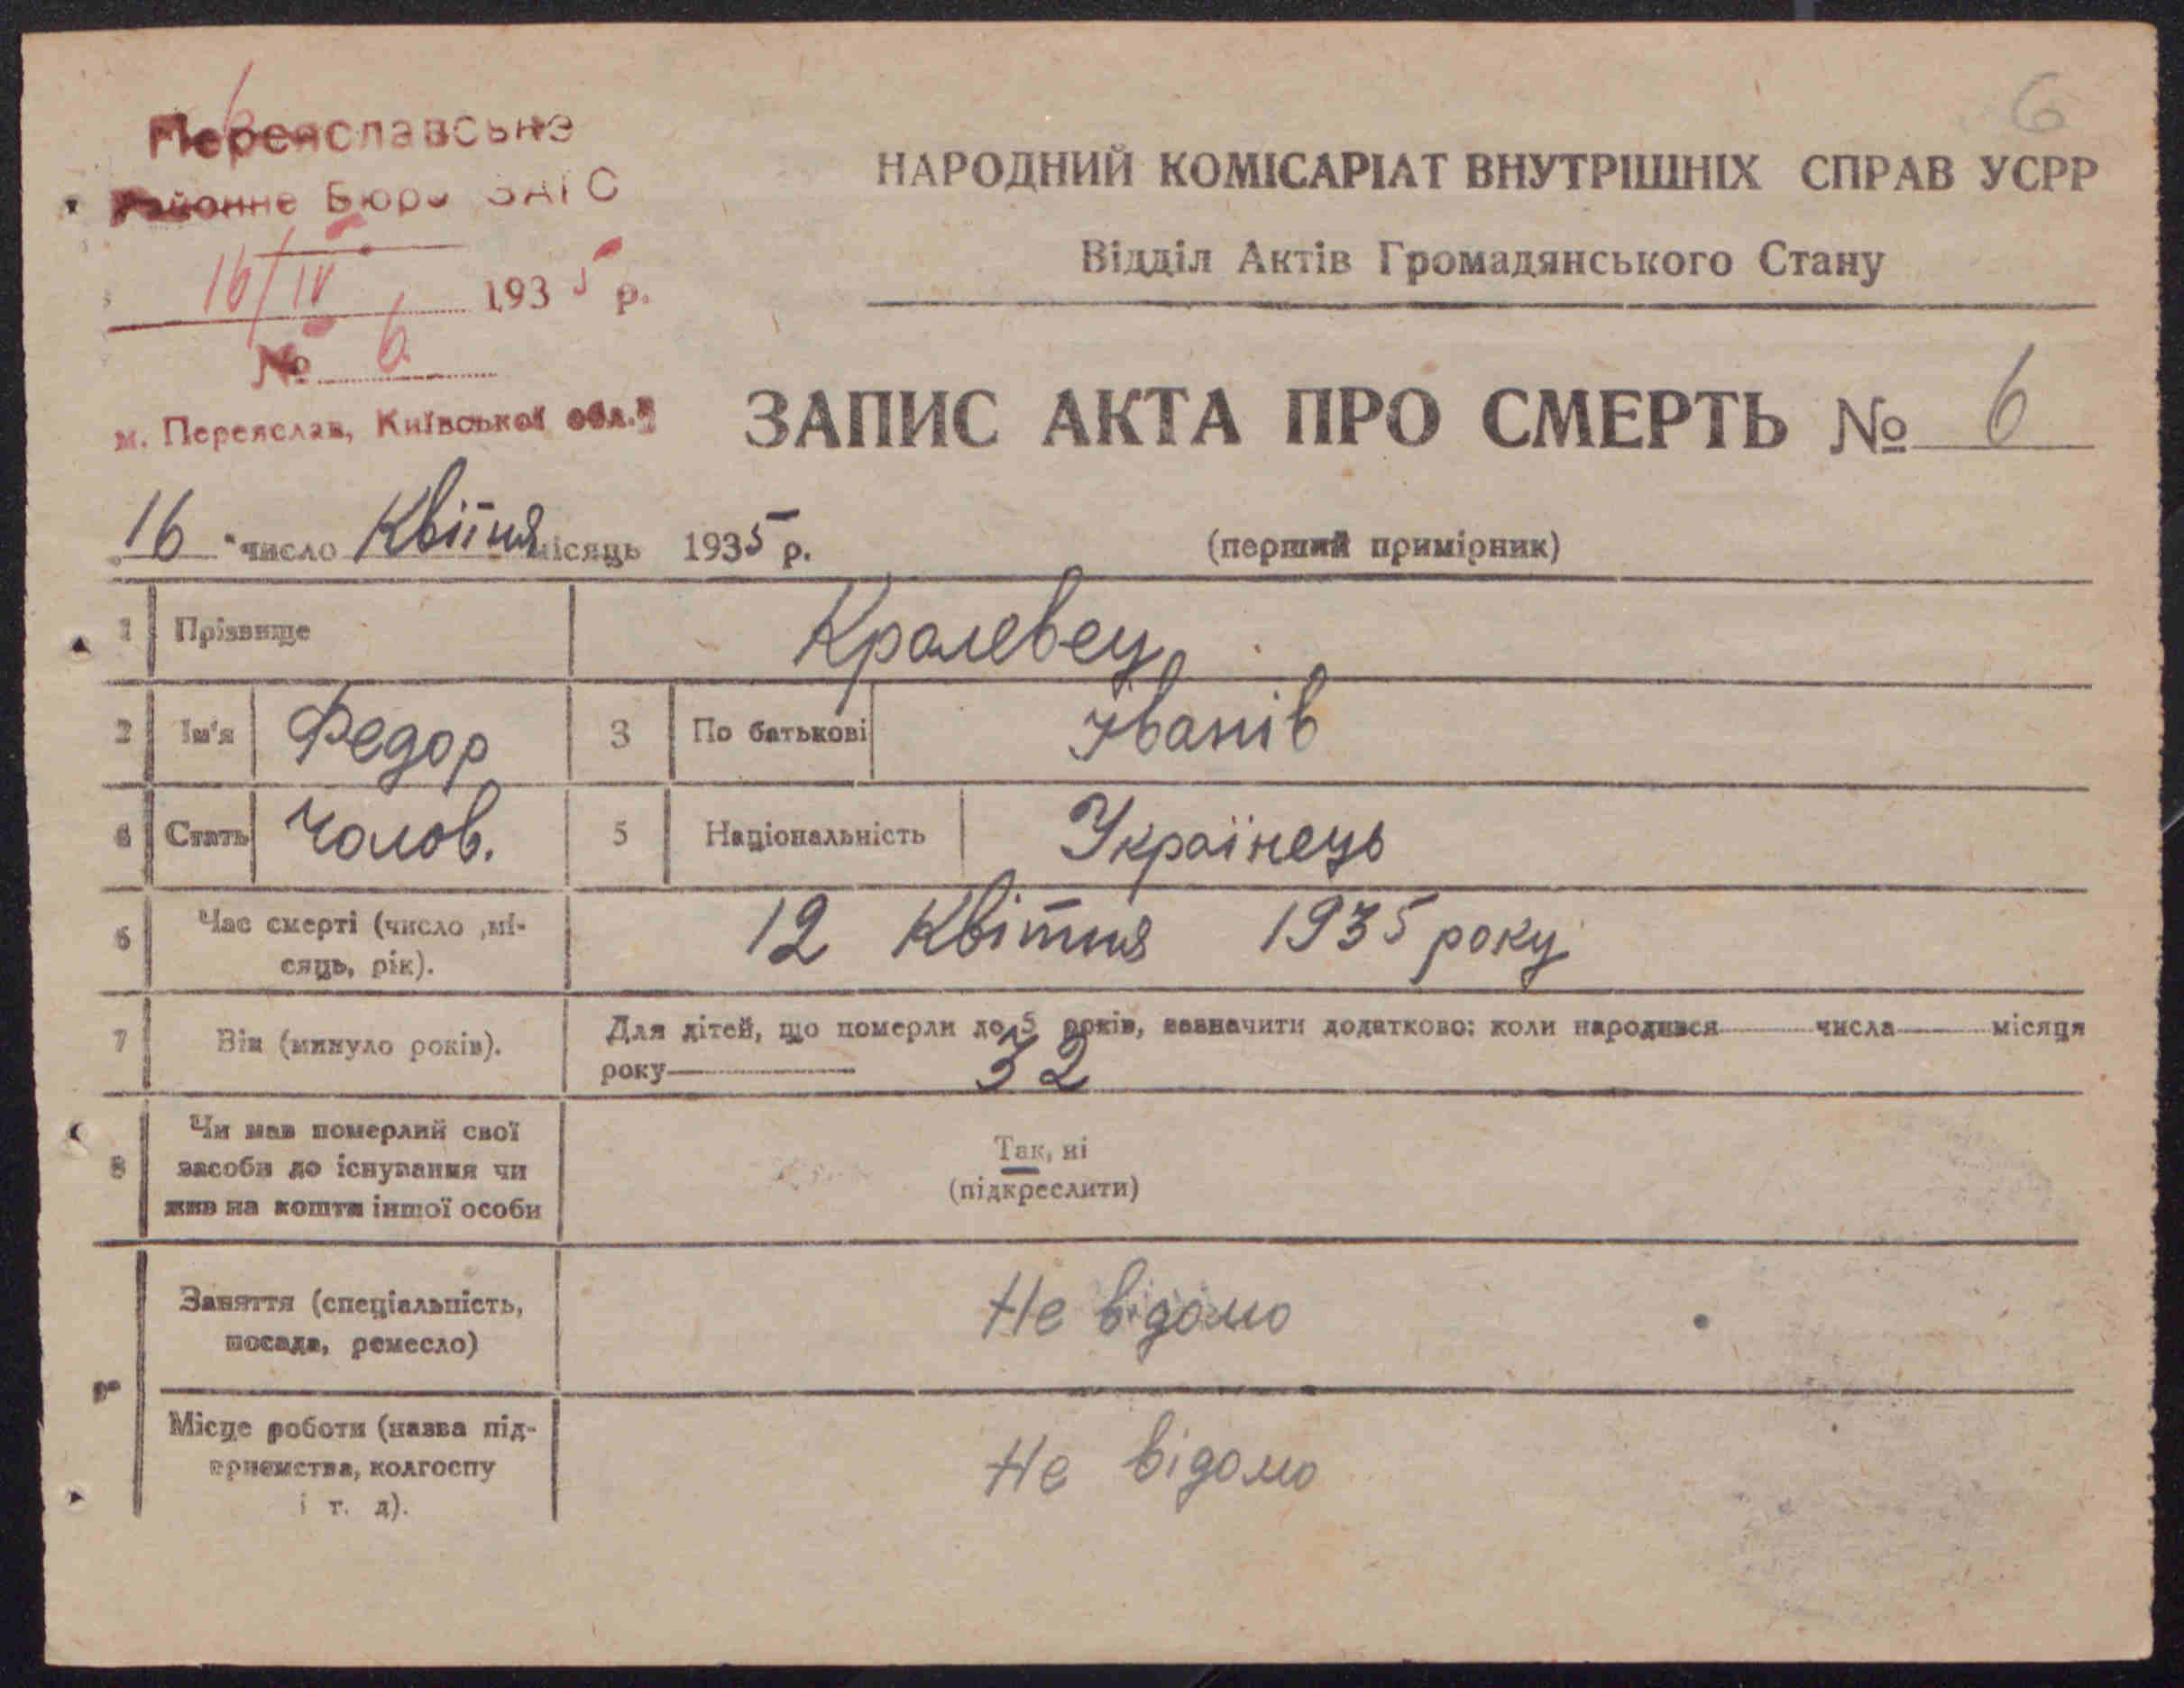 6
Переяславське
Районне Бюро ЗАГС
16/IV 1935 р.
№ 6
м. Переяслав, Київської обл.
6
НАРОДНИЙ КОМІСАРІАТ ВНУТРІШНІХ СПРАВ УСРР
Відділ Актів Громадянського Стану
ЗАПИС АКТА ПРО СМЕРТЬ № 6
16 число Квітня місяць 1935 р.
(перший примірник)
1 Прізвище Кралевец
2 Ім'я Федор 3 По батькові Іванів
4 Стать Чолов. 5 Національність Українець
6 Час смерті (число ,мі-
сяць, рік). 12 Квітня 1935 року
7 Вік (минуло років). Для дітей, що померли до 5 років, зазначити додатково: коли народився числа місяця
року 32
8 Чи мав померлий свої
засоби до існування чи
жив на кошти іншої особи
Так, ні
(підкреслити)
Заняття (спеціальність,
посада, ремесло) Не відомо
Місце роботи (назва під-
приємства, колгоспу
і т. д). Не відомо